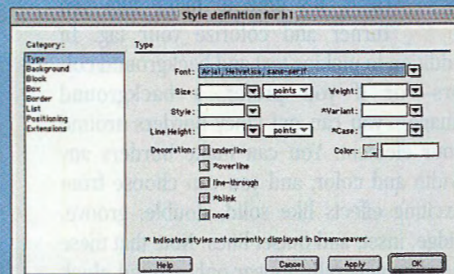 Style definition for h1
Category:
Type
Background
Block
Box
Border
List
Positioning
Extensions
Type
Font: Arial, Helvetica, sans-serif
Size: points Weight:
Style: Variant:
Line Height: points *Case:
Decoration: underline Color:
*overline
line-through
*blink
none
* Indicates styles not currently displayed in Dreamweaver.
Help Cancel Apply OK